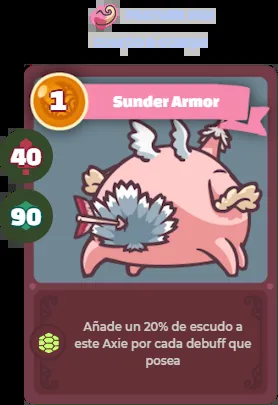 1
Sunder Armor
40
90
Añade un 20% de escudo a
este Axie por cada debuff que
posea